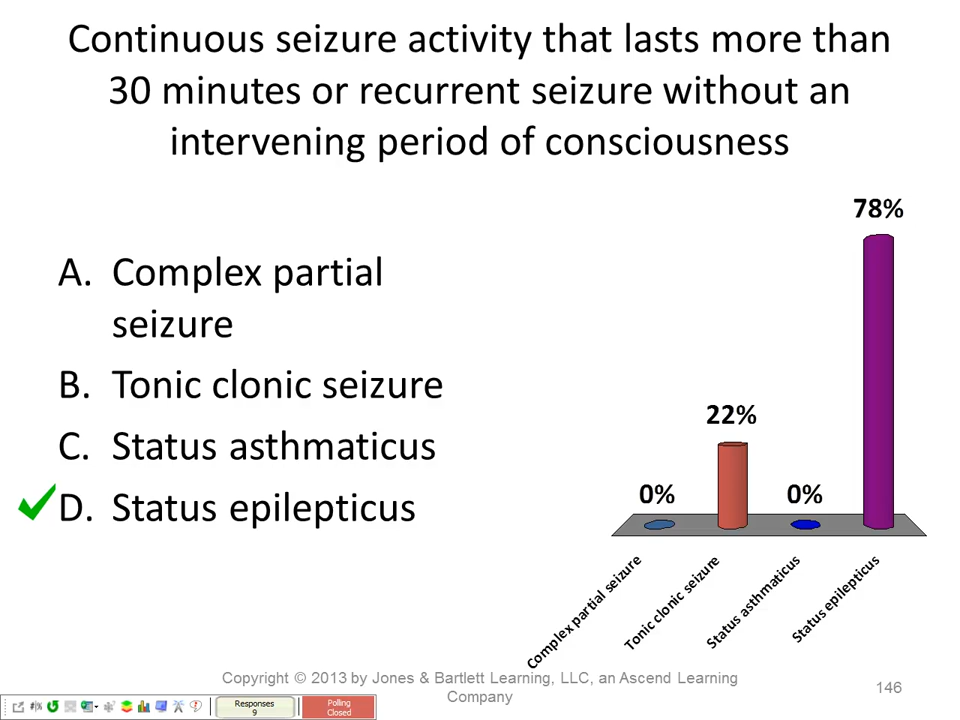 Continuous seizure activity that lasts more than
30 minutes or recurrent seizure without an
intervening period of consciousness
A. Complex partial
seizure
B. Tonic clonic seizure
C. Status asthmaticus
D. Status epilepticus
78%
22%
0%
0%
Complex partial seizure
Tonic clonic seizure
Status asthmaticus
Status epilepticus
Copyright © 2013 by Jones & Bartlett Learning, LLC, an Ascend Learning
Company
146
Responses
9
Polling
Closed